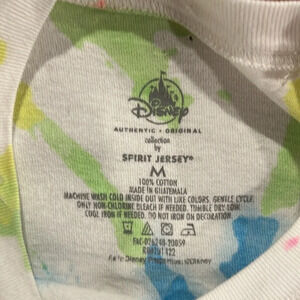 Disney
AUTHENTIC • ORIGINAL
collection
by
SPIRIT JERSEY®
M
100% COTTON
MADE IN GUATEMALA
MACHINE WASH COLD INSIDE OUT WITH LIKE COLORS. GENTLE CYCLE.
ONLY NON-CHLORINE BLEACH IF NEEDED. TUMBLE DRY LOW.
COOL IRON IF NEEDED. DO NOT IRON ON DECORATION.
Disney ©Disney